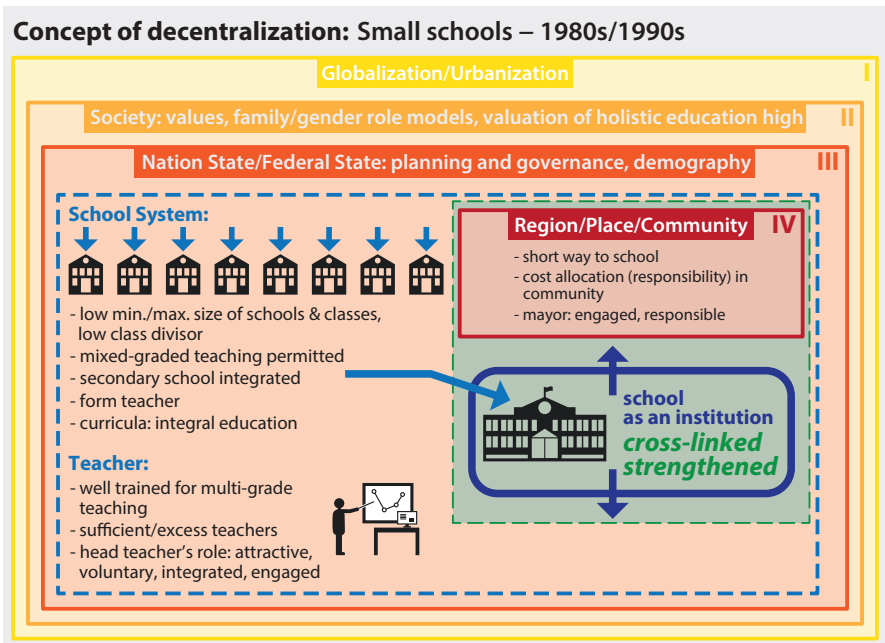 Concept of decentralization: Small schools – 1980s/1990s
Globalization/Urbanization
I
Society: values, family/gender role models, valuation of holistic education high
II
Nation State/Federal State: planning and governance, demography
III
School System:
- low min./max. size of schools & classes,
low class divisor
- mixed-graded teaching permitted
- secondary school integrated
- form teacher
- curricula: integral education
Teacher:
- well trained for multi-grade
teaching
- sufficient/excess teachers
- head teacher's role: attractive,
voluntary, integrated, engaged
Region/Place/Community
IV
- short way to school
- cost allocation (responsibility) in
community
- mayor: engaged, responsible
school
as an institution
cross-linked
strengthened